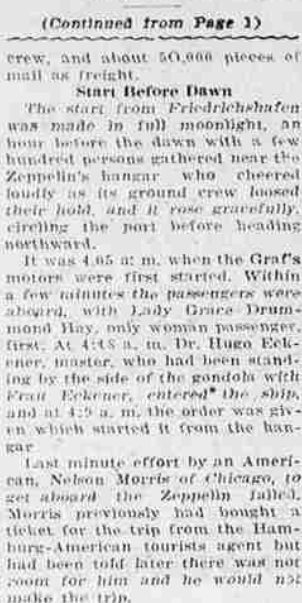 (Continued from Page 1)
crew, and about 50,000 pieces of
mail as freight.
Start Before Dawn
The start from Friedrichshafen
was made in full moonlight, an
hour before the dawn with a few
hundred persons gathered near the
Zeppelin's hangar who cheered
loudly as its ground crew loosed
their hold, and it rose gracefully,
circling the port before heading
northward.
It was 4.05 a. m. when the Graf's
motors were first started. Within
a few minutes the passengers were
aboard, with Lady Grace Drum-
mond Hay, only woman passenger,
first. At 4:18 a. m. Dr. Hugo Eck-
ener, master, who had been stand-
ing by the side of the gondola with
Frau Eckener, entered the ship,
and at a. m. the order was giv-
en which started it from the han-
gar
Last minute effort by an Ameri-
can, Nelson Morris of Chicago, to
get aboard the Zeppelin failed.
Morris previously had bought a
ticket for the trip from the Ham-
burg-American tourists agent but
had been told later there was not
room for him and he would not
make the trip.